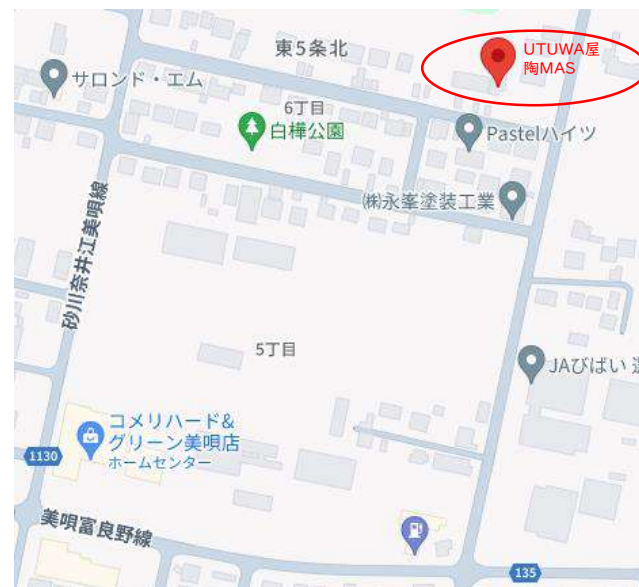 東5条北
UTUWA屋
陶MAS
サロンド・エム
6丁目
白樺公園
Pastelハイツ
㈱永峯塗装工業
砂川奈井江美唄線
5丁目
JAびばい
コメリハード&
グリーン美唄店
ホームセンター
1130
美唄富良野線
135